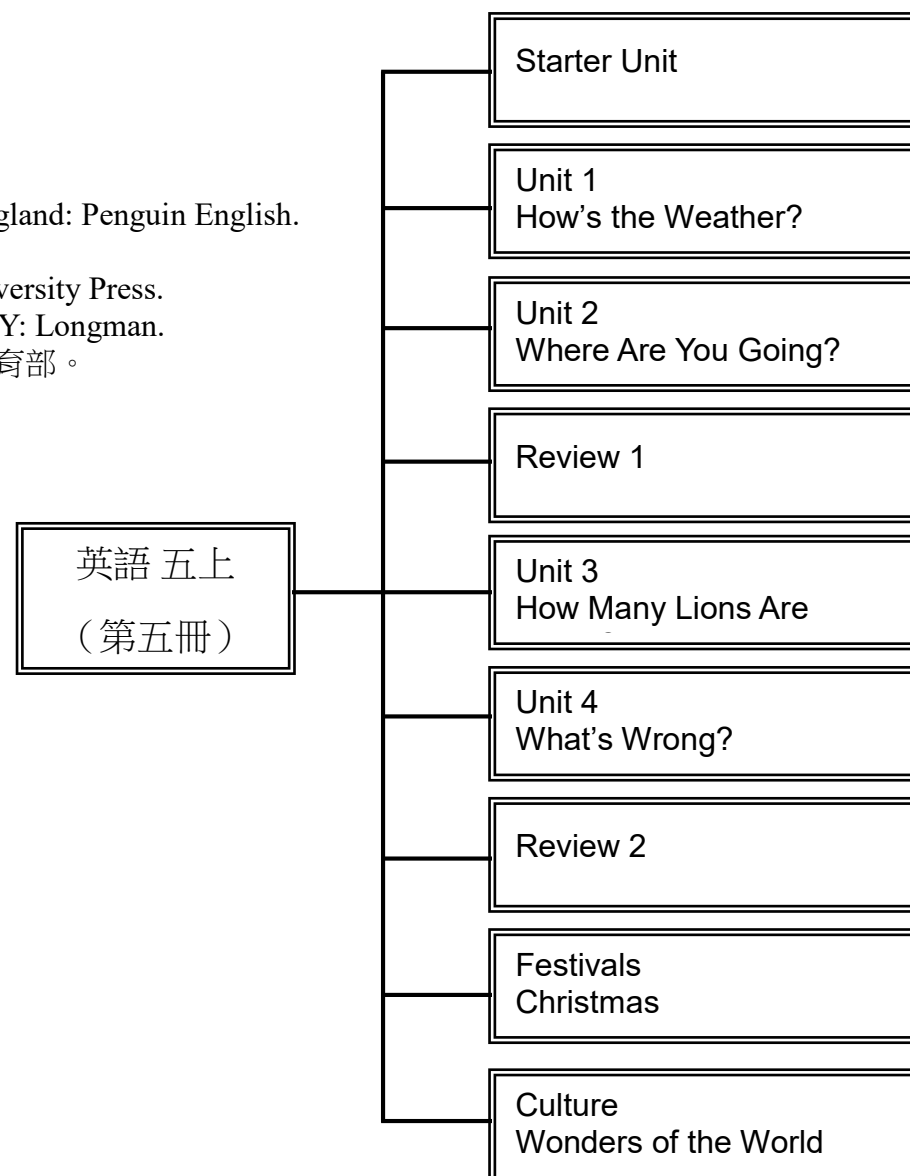 gland: Penguin English.
versity Press.
Y: Longman.
育部。
英語 五上
（第五冊）
Starter Unit
Unit 1
How's the Weather?
Unit 2
Where Are You Going?
Review 1
Unit 3
How Many Lions Are
Unit 4
What's Wrong?
Review 2
Festivals
Christmas
Culture
Wonders of the World